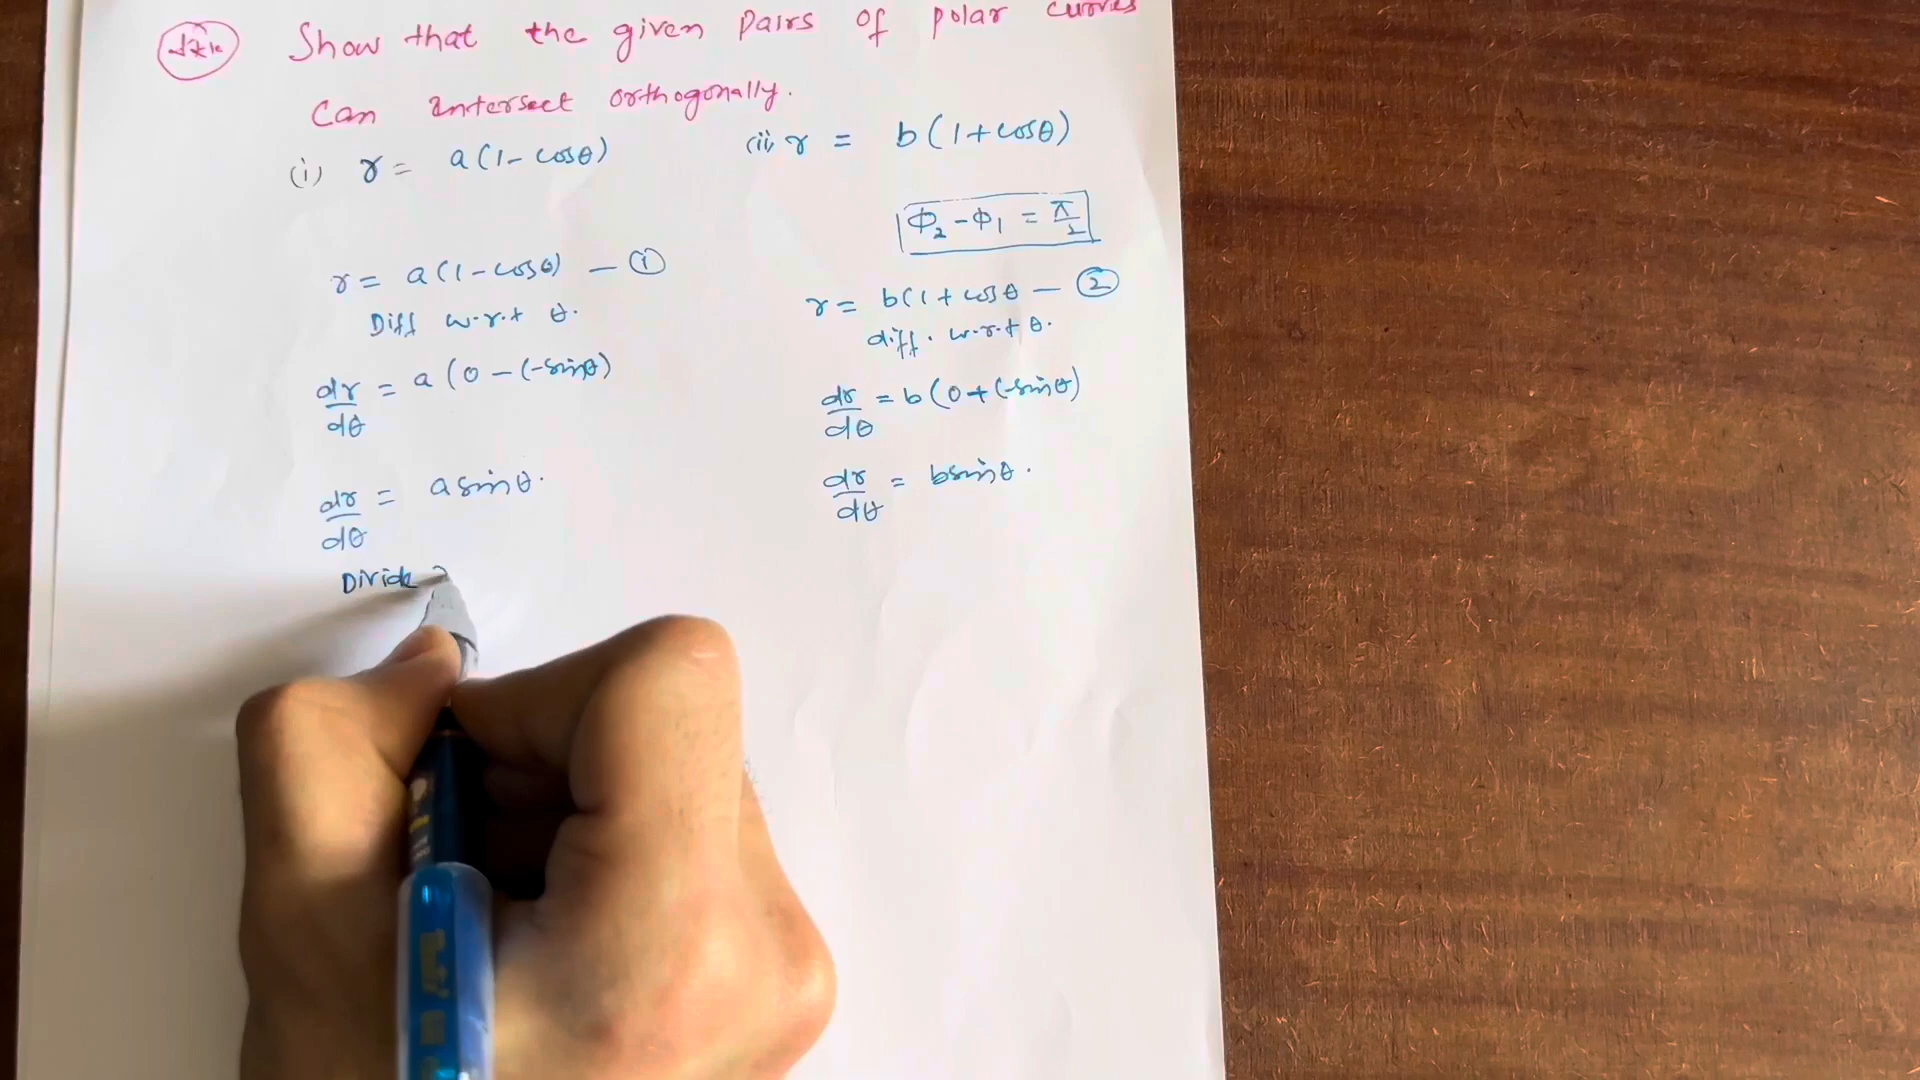 Show that the given Pairs of polar curves
Can intersect orthogonally.
(i) r = a(1-cosθ)
(ii) r = b(1+cosθ)
Φ₂-Φ₁ = π/2
r = a(1-cosθ) — ①
Diff w.r.t θ.
dr/dθ = a(0-(-sinθ)
dr/dθ = a sinθ.
Divide
r = b(1+cosθ — ②
diff. w.r.t θ.
dr/dθ = b(0+(-sinθ)
dr/dθ = bsinθ.